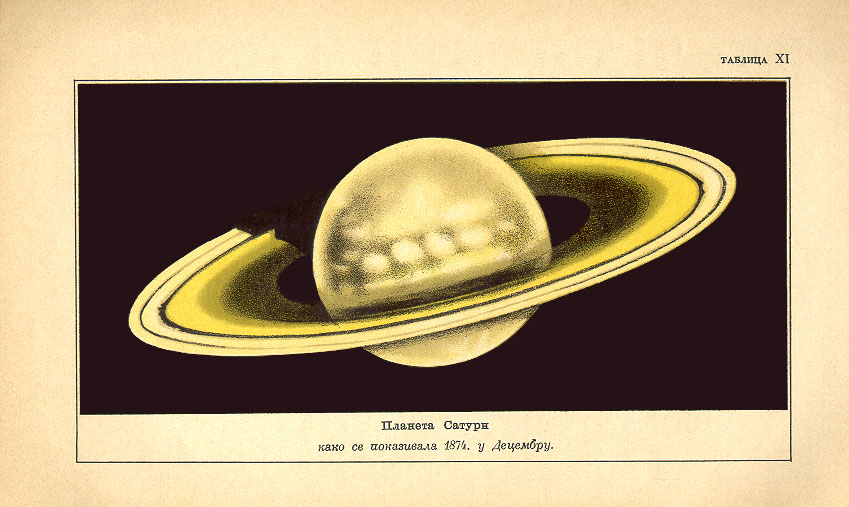 ТАБЛИЦА XI
Планета Сатурн
како се показивала 1874. у Децембру.